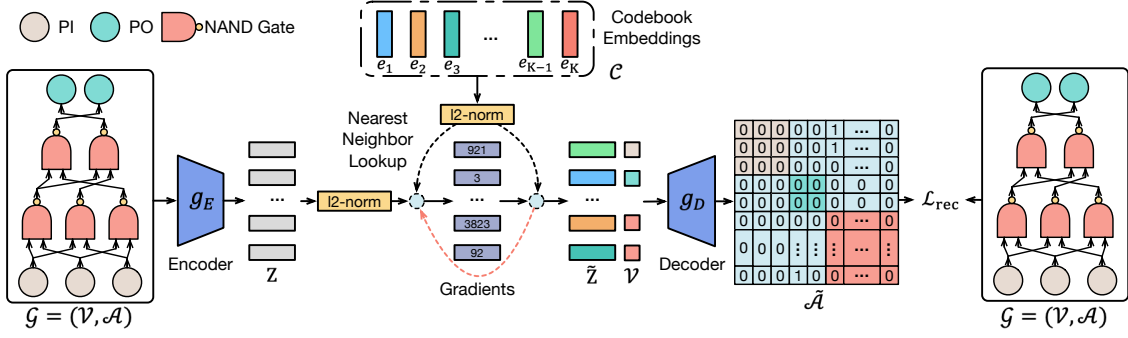 PI
PO
NAND Gate
e₁ e₂ e₃ ... e_K−1 e_K
Codebook
Embeddings
𝒞
l2-norm
Nearest
Neighbor
Lookup
g_E
Encoder
...
Z
l2-norm
921
3
...
3823
92
Gradients
...
Z̃
𝒱
g_D
Decoder
0 0 0 0 0 1 ... 0
0 0 0 0 0 1 ... 0
0 0 0 0 0 0 ... 0
0 0 0 0 0 0 0 0
0 0 0 0 0 0 0 0
0 0 0 0 0 0 ... 0
0 0 0 ⋮ ⋮ ⋮ ... ⋮
0 0 0 1 0 0 ... 0
𝒜̃
ℒ_rec
𝒢 = (𝒱, 𝒜)
𝒢 = (𝒱, 𝒜)